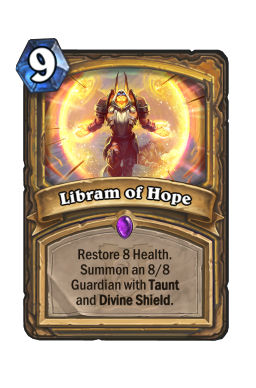 9
Libram of Hope
Restore 8 Health.
Summon an 8/8
Guardian with Taunt
and Divine Shield.